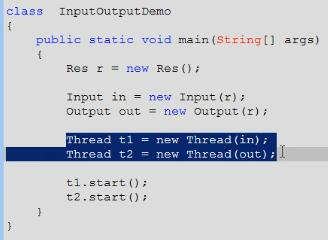 class InputOutputDemo
{
public static void main(String[] args)
{
Res r = new Res();
Input in = new Input(r);
Output out = new Output(r);
Thread t1 = new Thread(in);
Thread t2 = new Thread(out);
t1.start();
t2.start();
}
}